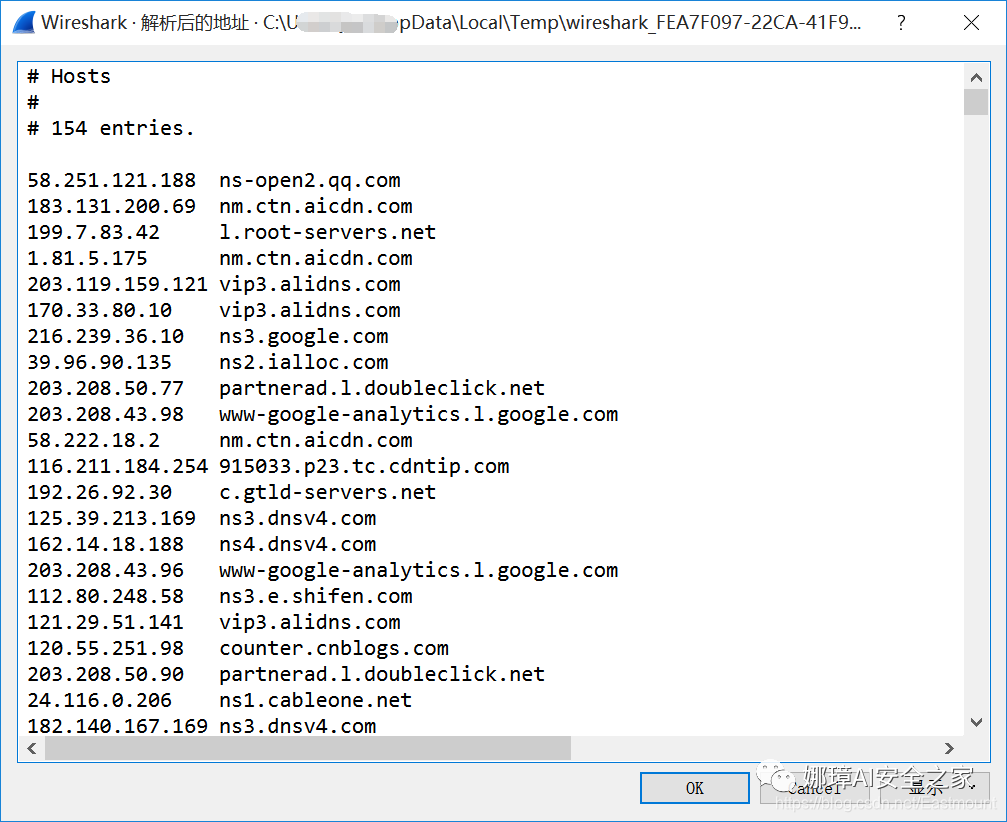 Wireshark · 解析后的地址 · C:\U pData\Local\Temp\wireshark_FEA7F097-22CA-41F9...
# Hosts
#
# 154 entries.
58.251.121.188 ns-open2.qq.com
183.131.200.69 nm.ctn.aicdn.com
199.7.83.42 l.root-servers.net
1.81.5.175 nm.ctn.aicdn.com
203.119.159.121 vip3.alidns.com
170.33.80.10 vip3.alidns.com
216.239.36.10 ns3.google.com
39.96.90.135 ns2.ialloc.com
203.208.50.77 partnerad.l.doubleclick.net
203.208.43.98 www-google-analytics.l.google.com
58.222.18.2 nm.ctn.aicdn.com
116.211.184.254 915033.p23.tc.cdntip.com
192.26.92.30 c.gtld-servers.net
125.39.213.169 ns3.dnsv4.com
162.14.18.188 ns4.dnsv4.com
203.208.43.96 www-google-analytics.l.google.com
112.80.248.58 ns3.e.shifen.com
121.29.51.141 vip3.alidns.com
120.55.251.98 counter.cnblogs.com
203.208.50.90 partnerad.l.doubleclick.net
24.116.0.206 ns1.cableone.net
182.140.167.169 ns3.dnsv4.com
OK Cancel 显示
娜璋AI安全之家
https://blog.csdn.net/Eastmount